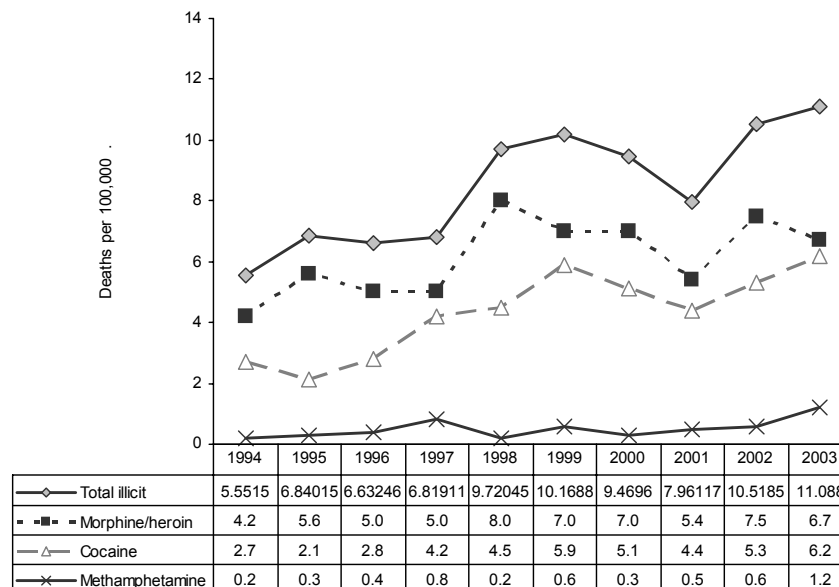 14
12
10
8
6
4
2
0
Deaths per 100,000 .
1994 1995 1996 1997 1998 1999 2000 2001 2002 2003
Total illicit 5.5515 6.84015 6.63246 6.81911 9.72045 10.1688 9.4696 7.96117 10.5185 11.088
Morphine/heroin 4.2 5.6 5.0 5.0 8.0 7.0 7.0 5.4 7.5 6.7
Cocaine 2.7 2.1 2.8 4.2 4.5 5.9 5.1 4.4 5.3 6.2
Methamphetamine 0.2 0.3 0.4 0.8 0.2 0.6 0.3 0.5 0.6 1.2